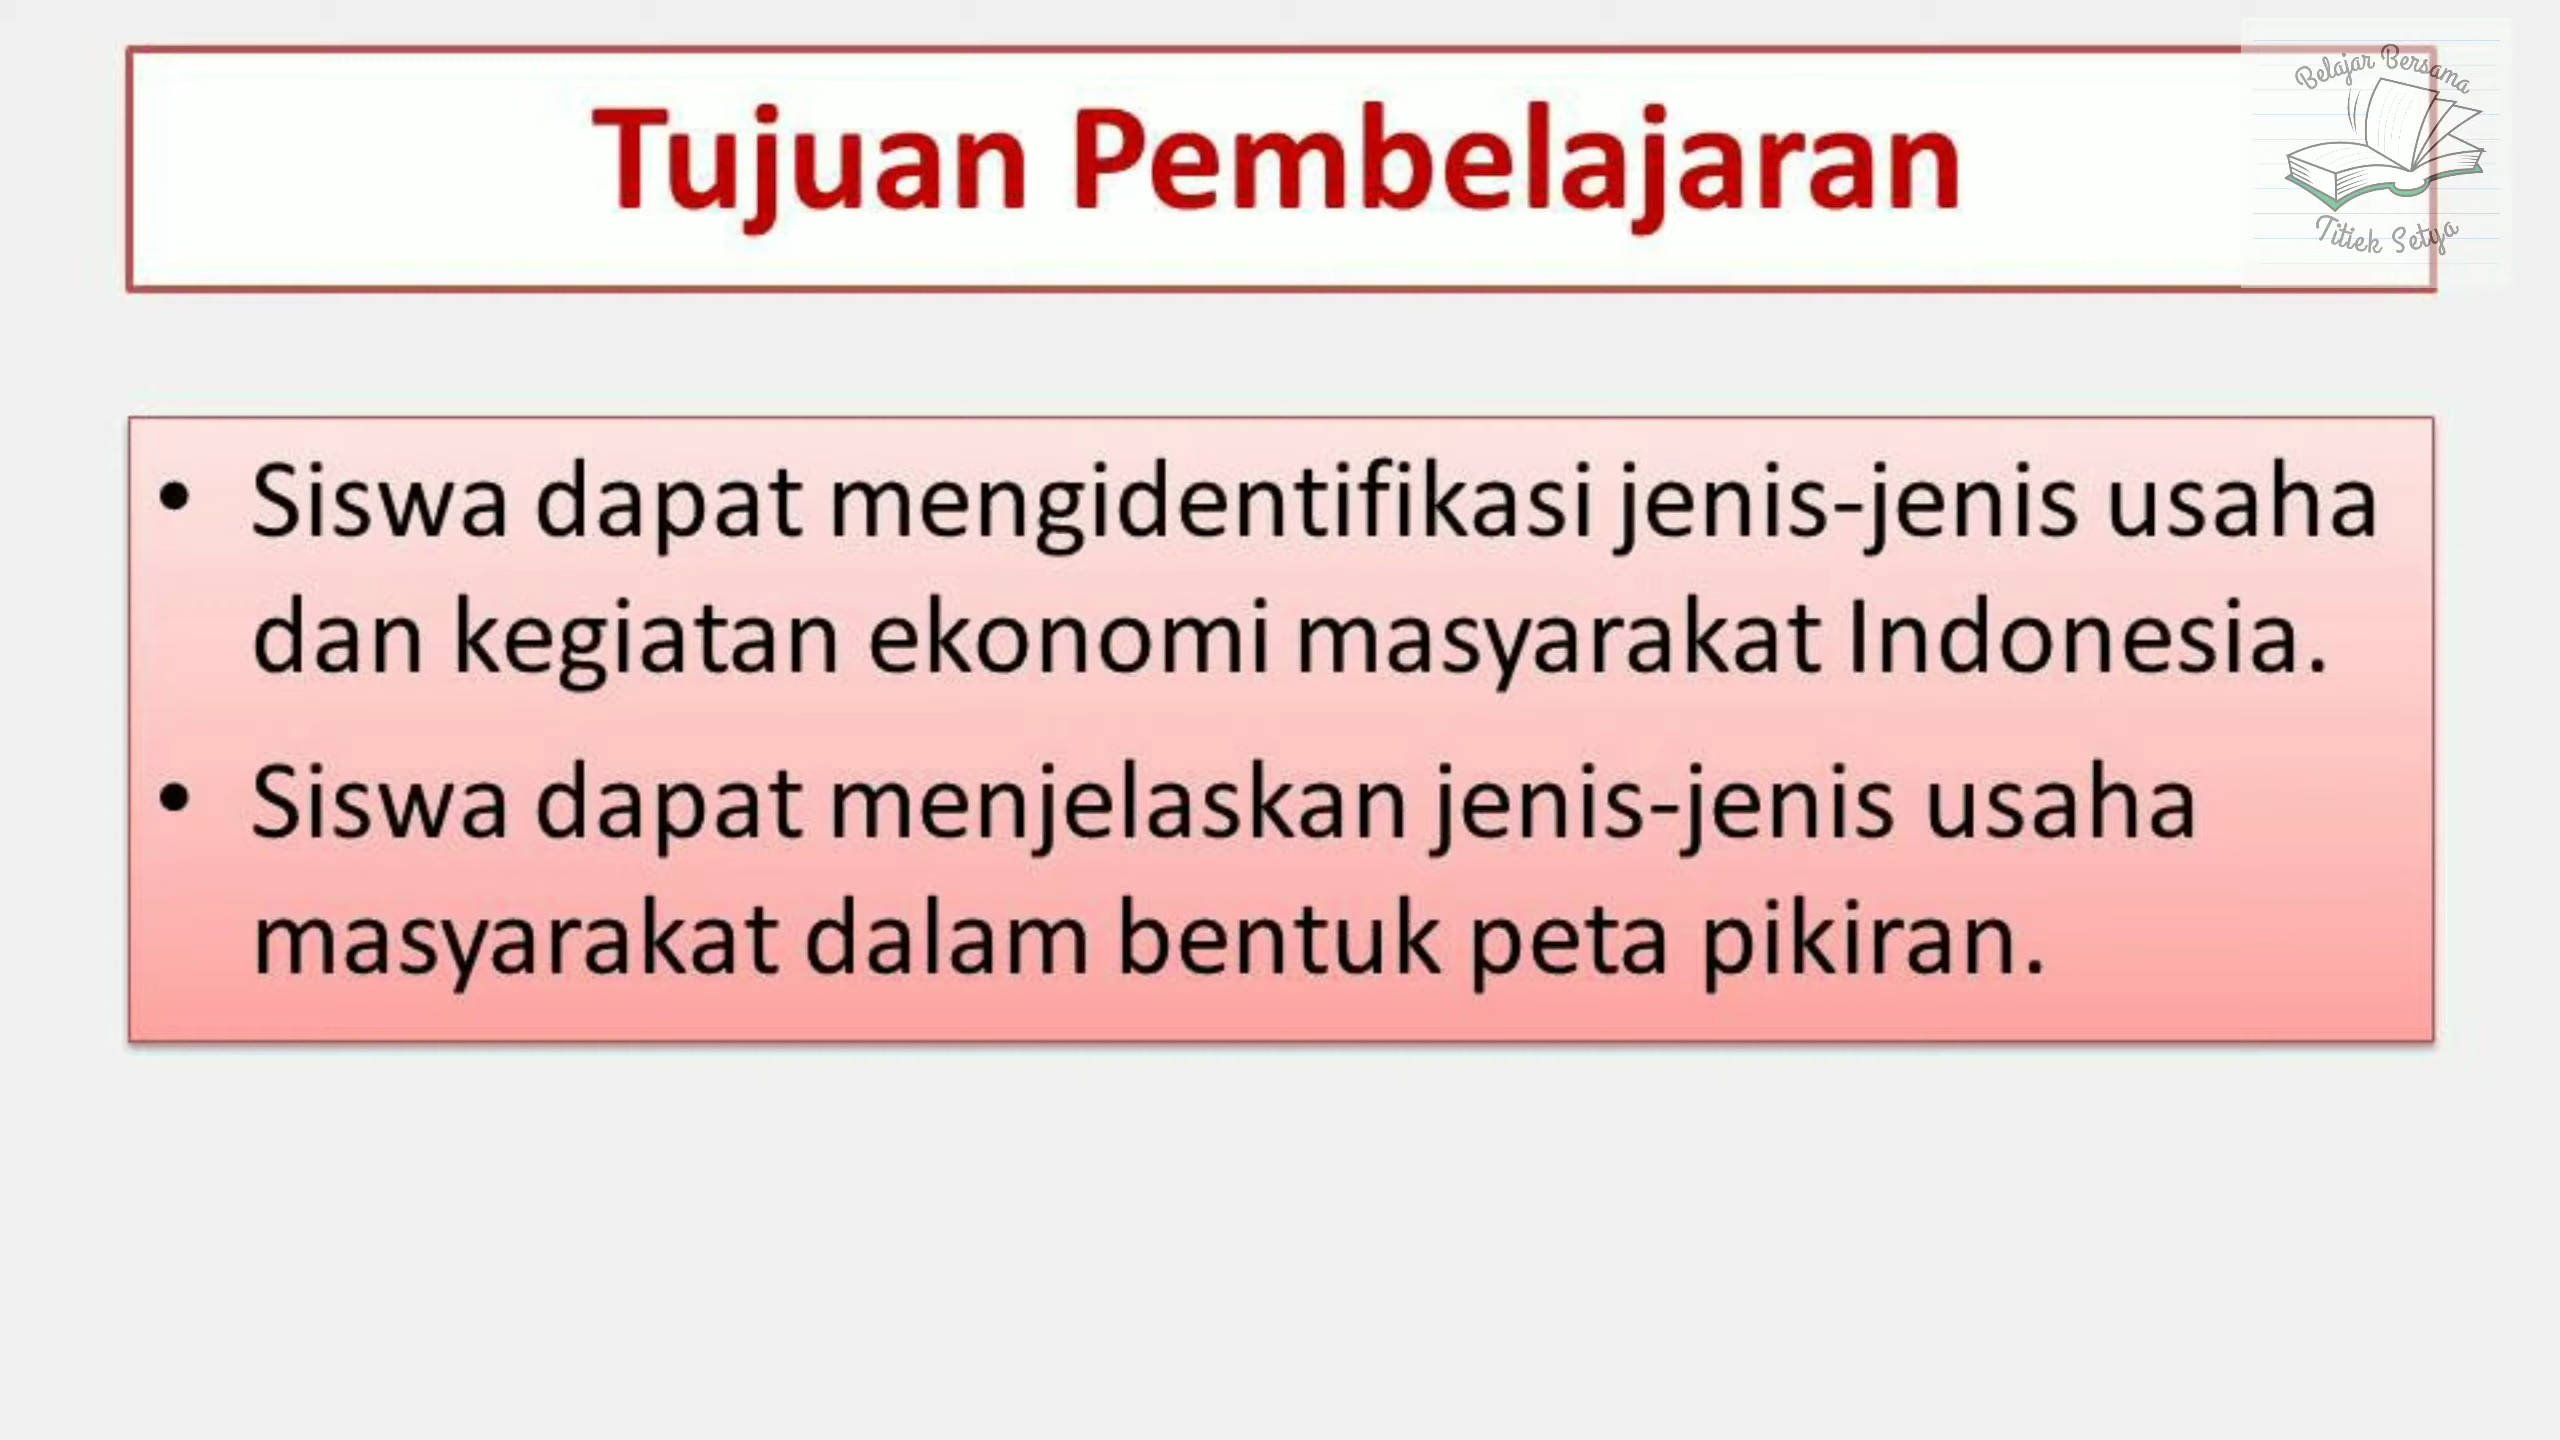 Belajar Bersama
Tujuan Pembelajaran
Titiek Setya
• Siswa dapat mengidentifikasi jenis-jenis usaha
dan kegiatan ekonomi masyarakat Indonesia.
• Siswa dapat menjelaskan jenis-jenis usaha
masyarakat dalam bentuk peta pikiran.